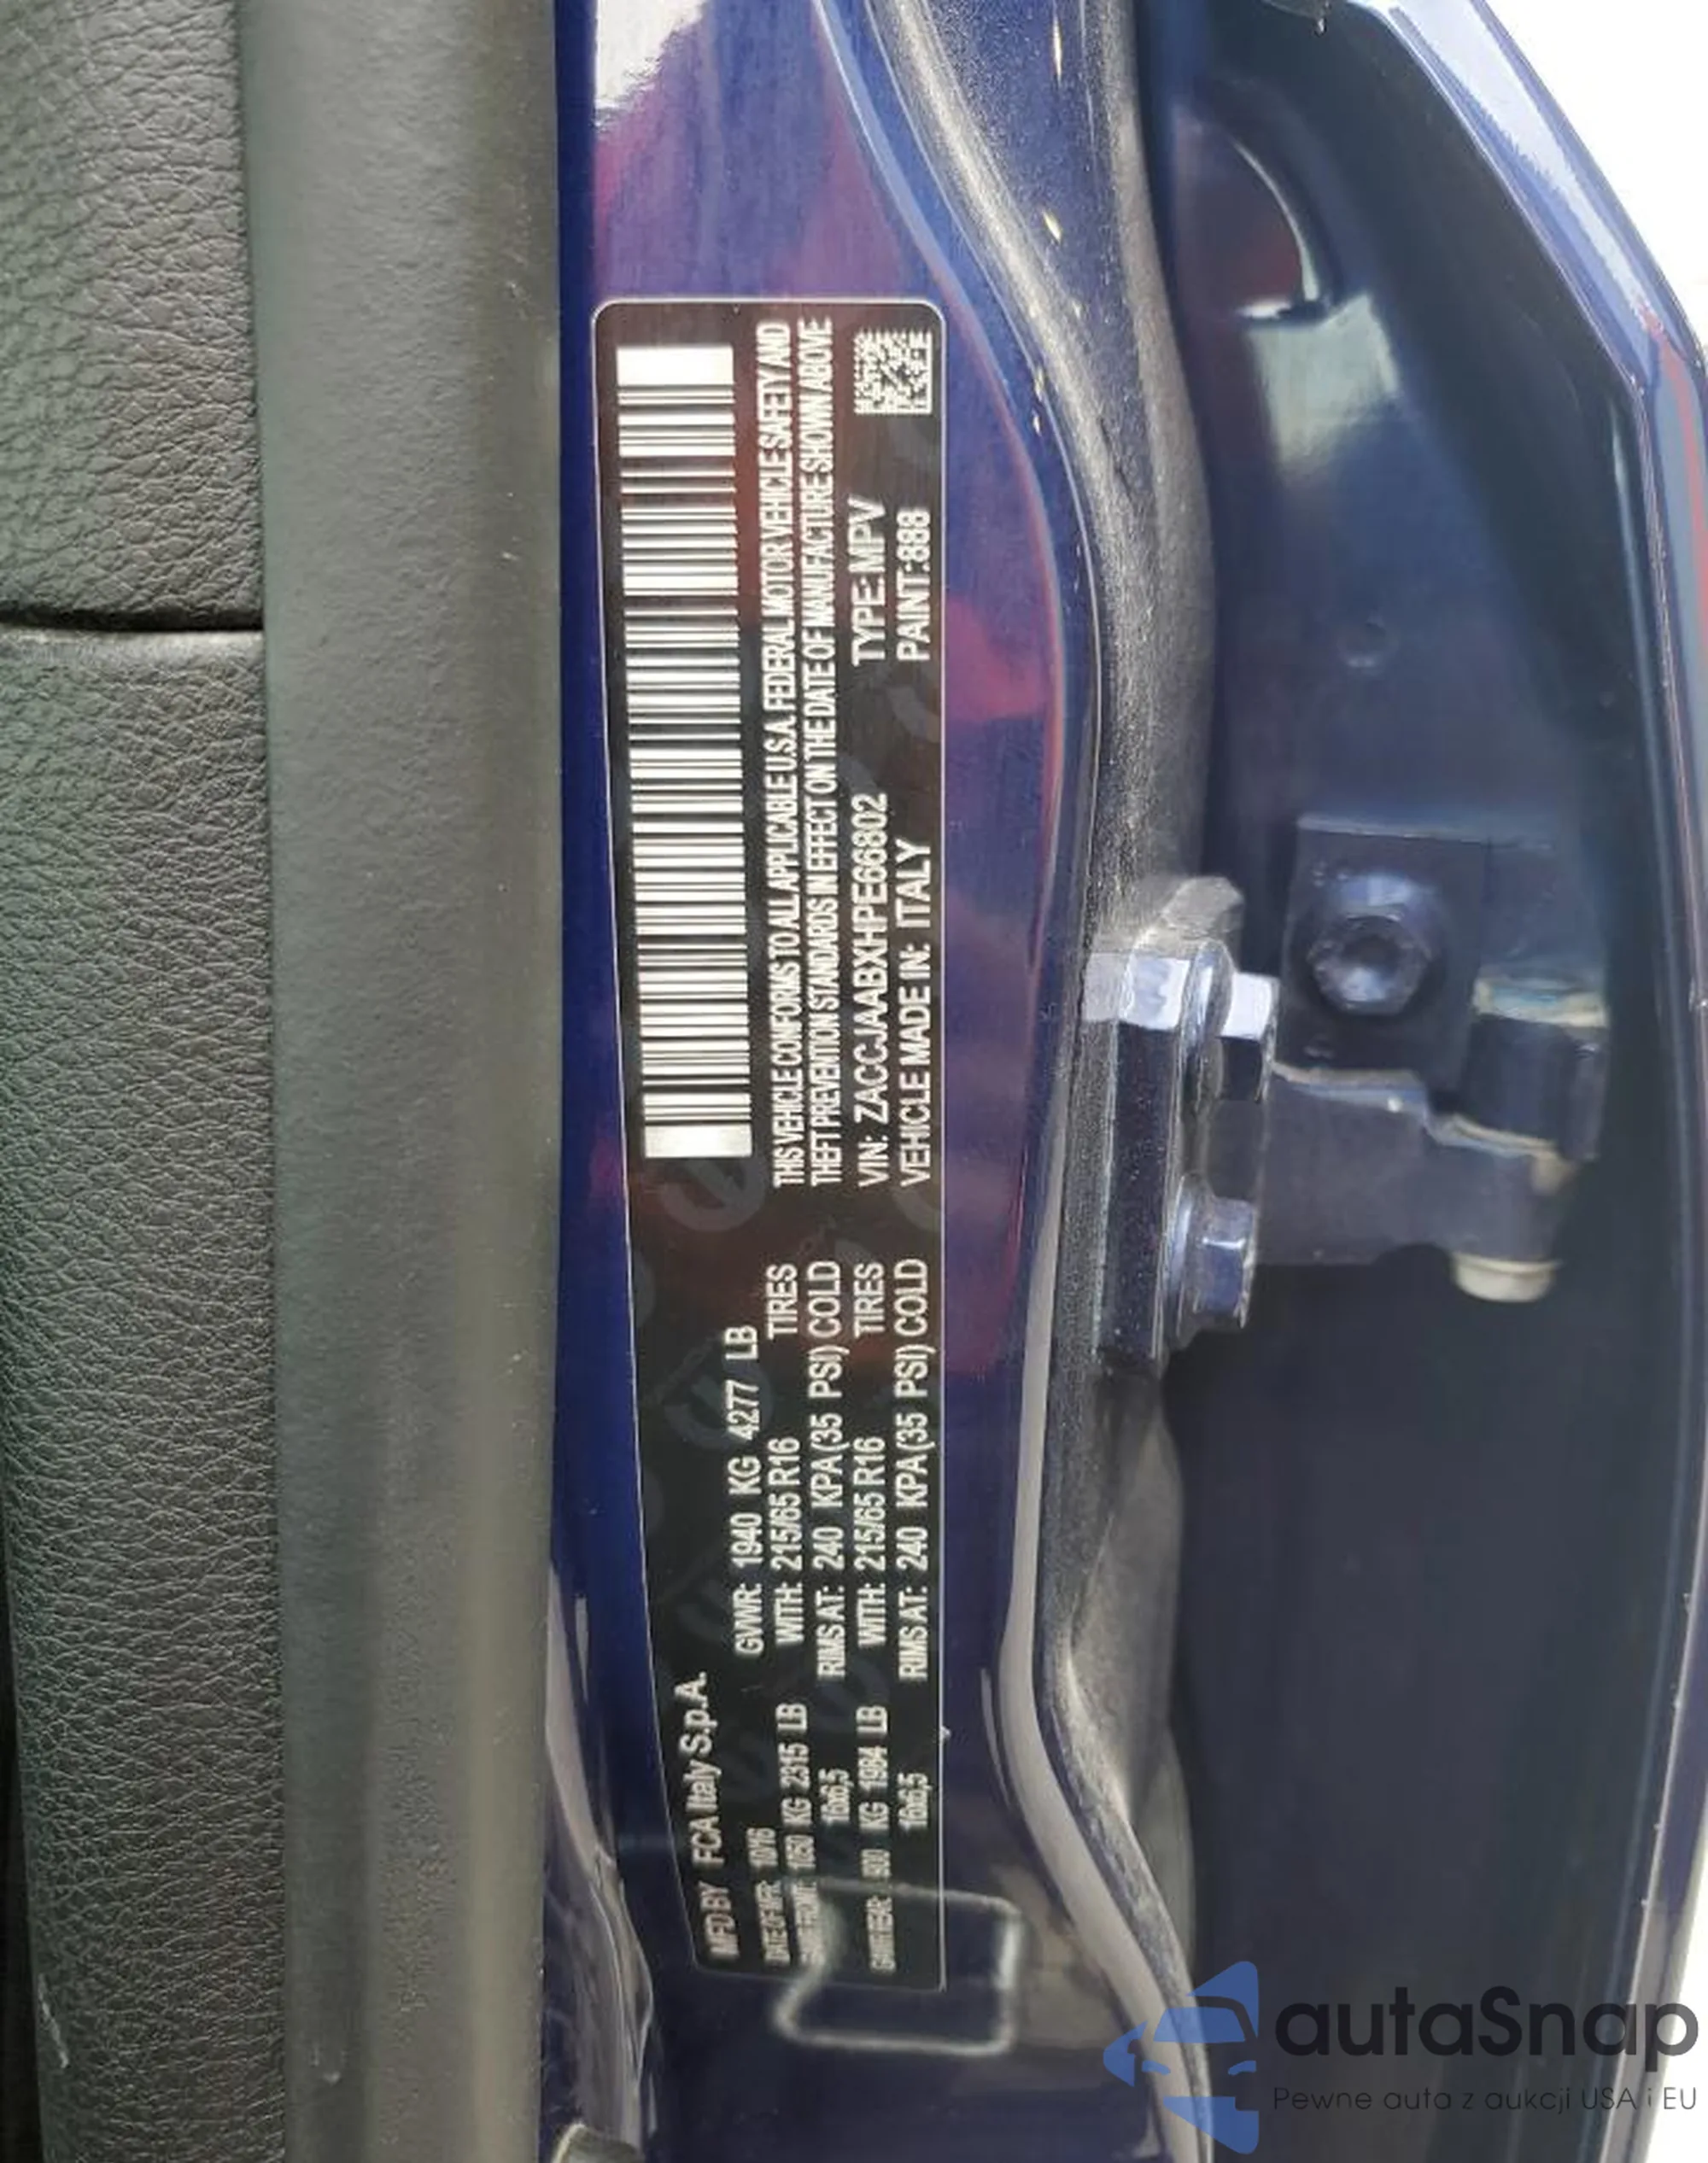 MFD BY FCA Italy S.p.A.
DATE OF MFR: 10/16
GVWR: 1940 KG 4277 LB
GAWR FRONT: 1050 KG 2315 LB
WITH: 215/65 R16 TIRES
16x6,5 RIMS AT: 240 KPA (35 PSI) COLD
GAWR REAR: 900 KG 1984 LB
WITH: 215/65 R16 TIRES
16x6,5 RIMS AT: 240 KPA (35 PSI) COLD
THIS VEHICLE CONFORMS TO ALL APPLICABLE U.S.A. FEDERAL MOTOR VEHICLE SAFETY AND
THEFT PREVENTION STANDARDS IN EFFECT ON THE DATE OF MANUFACTURE SHOWN ABOVE
VIN: ZACCJAABXHPE66802 TYPE: MPV
VEHICLE MADE IN: ITALY PAINT: 888
autaSnap
Pewne auta z aukcji USA i EU